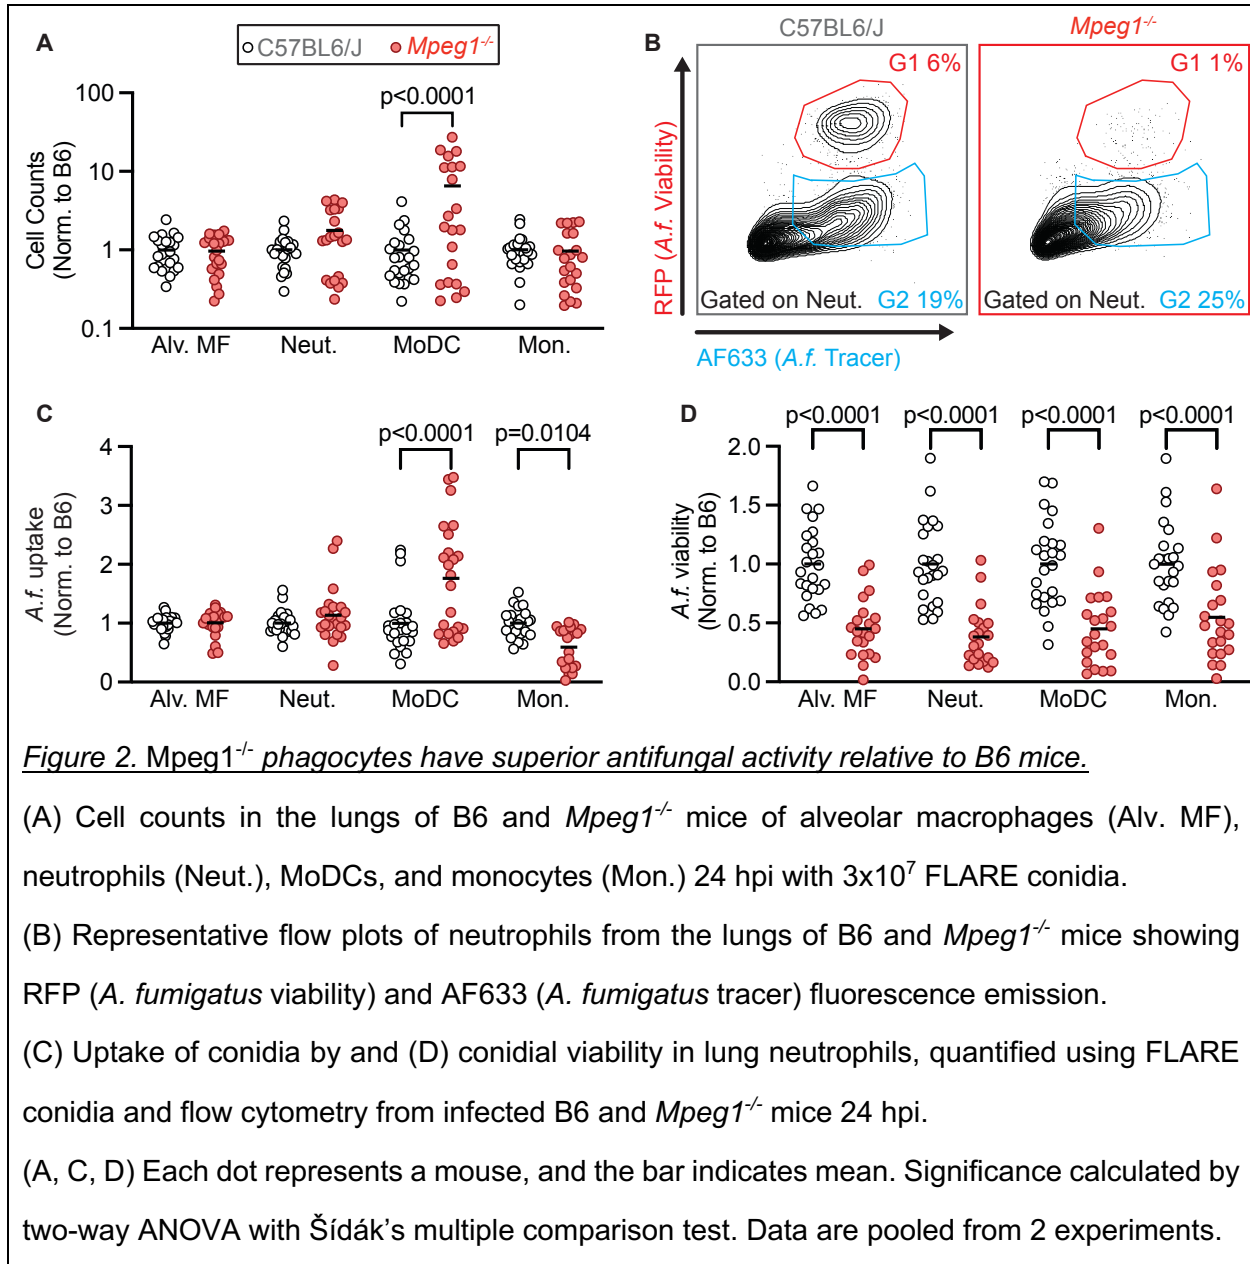 A
C57BL6/J Mpeg1-/-
Cell Counts
(Norm. to B6)
100
10
1
0.1
p<0.0001
Alv. MF Neut. MoDC Mon.
B
C57BL6/J Mpeg1-/-
G1 6% G1 1%
RFP (A.f. Viability)
Gated on Neut. G2 19% Gated on Neut. G2 25%
AF633 (A.f. Tracer)
C
A.f. uptake
(Norm. to B6)
4
3
2
1
0
p<0.0001 p=0.0104
Alv. MF Neut. MoDC Mon.
D
A.f. viability
(Norm. to B6)
2.0
1.5
1.0
0.5
0.0
p<0.0001 p<0.0001 p<0.0001 p<0.0001
Alv. MF Neut. MoDC Mon.
Figure 2. Mpeg1-/- phagocytes have superior antifungal activity relative to B6 mice.
(A) Cell counts in the lungs of B6 and Mpeg1-/- mice of alveolar macrophages (Alv. MF),
neutrophils (Neut.), MoDCs, and monocytes (Mon.) 24 hpi with 3x10⁷ FLARE conidia.
(B) Representative flow plots of neutrophils from the lungs of B6 and Mpeg1-/- mice showing
RFP (A. fumigatus viability) and AF633 (A. fumigatus tracer) fluorescence emission.
(C) Uptake of conidia by and (D) conidial viability in lung neutrophils, quantified using FLARE
conidia and flow cytometry from infected B6 and Mpeg1-/- mice 24 hpi.
(A, C, D) Each dot represents a mouse, and the bar indicates mean. Significance calculated by
two-way ANOVA with Šídák’s multiple comparison test. Data are pooled from 2 experiments.